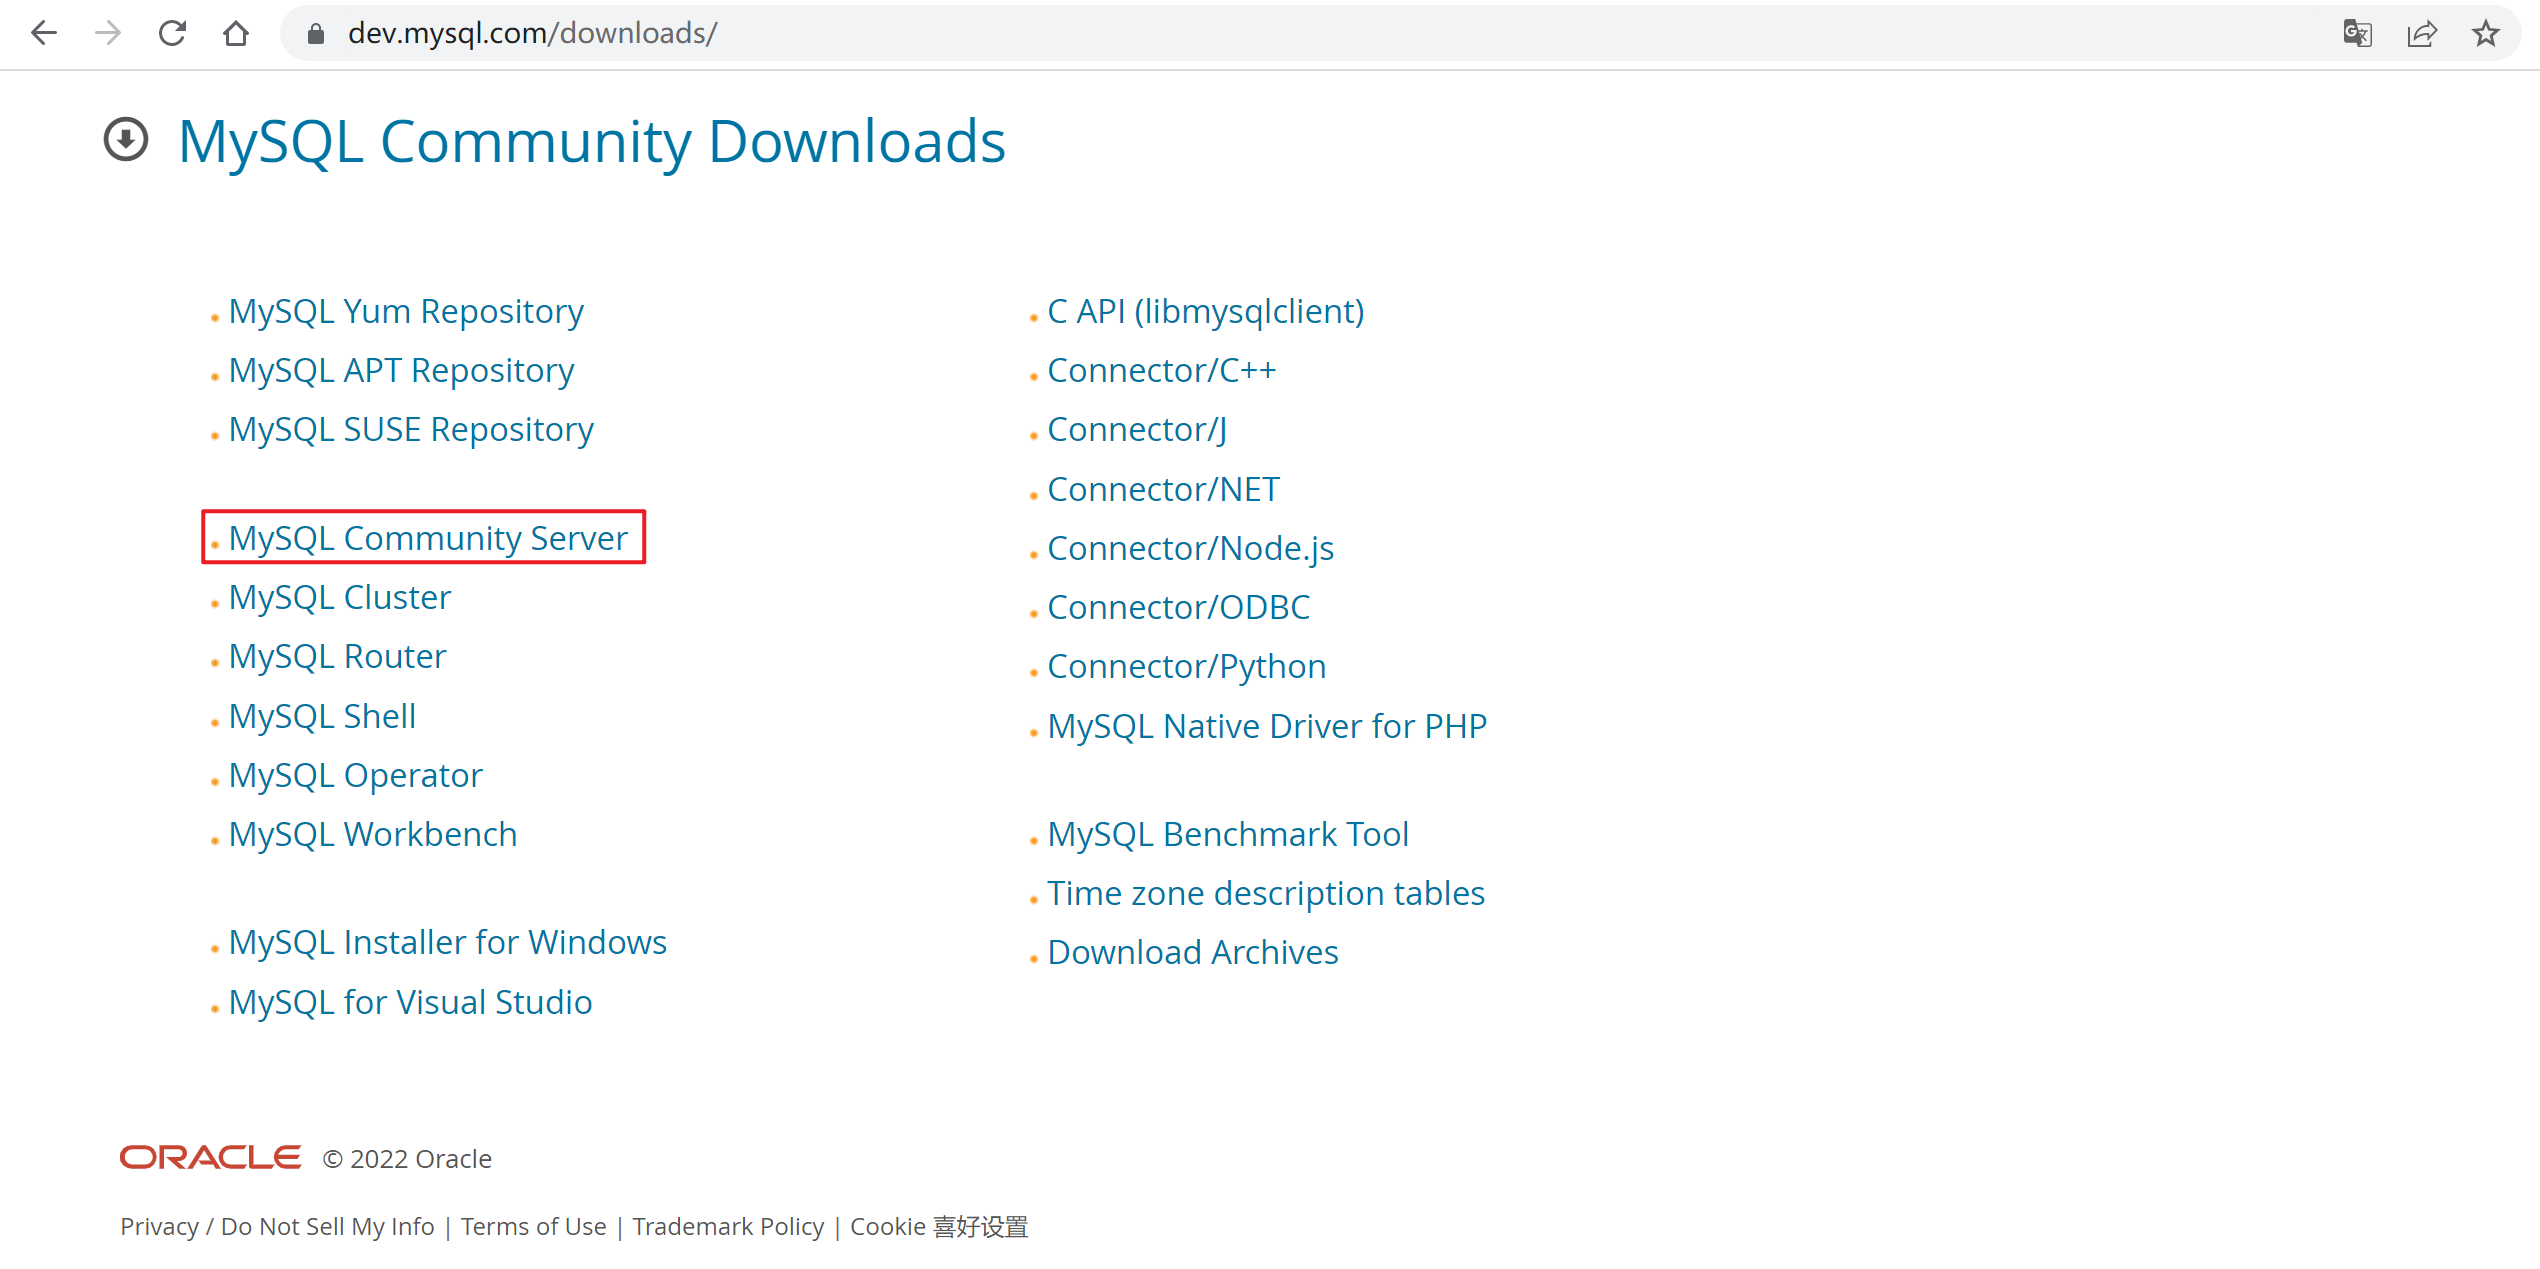 dev.mysql.com/downloads/
MySQL Community Downloads
MySQL Yum Repository
MySQL APT Repository
MySQL SUSE Repository
MySQL Community Server
MySQL Cluster
MySQL Router
MySQL Shell
MySQL Operator
MySQL Workbench
MySQL Installer for Windows
MySQL for Visual Studio
C API (libmysqlclient)
Connector/C++
Connector/J
Connector/NET
Connector/Node.js
Connector/ODBC
Connector/Python
MySQL Native Driver for PHP
MySQL Benchmark Tool
Time zone description tables
Download Archives
ORACLE © 2022 Oracle
Privacy / Do Not Sell My Info | Terms of Use | Trademark Policy | Cookie 喜好设置